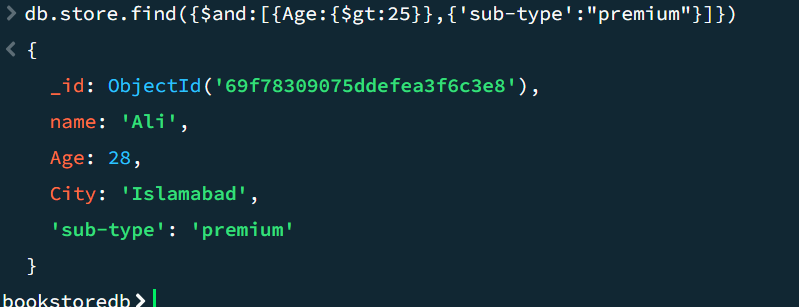 > db.store.find({$and:[{Age:{$gt:25}},{'sub-type':"premium"}]})
< {
_id: ObjectId('69f78309075ddefea3f6c3e8'),
name: 'Ali',
Age: 28,
City: 'Islamabad',
'sub-type': 'premium'
}
bookstoredb>